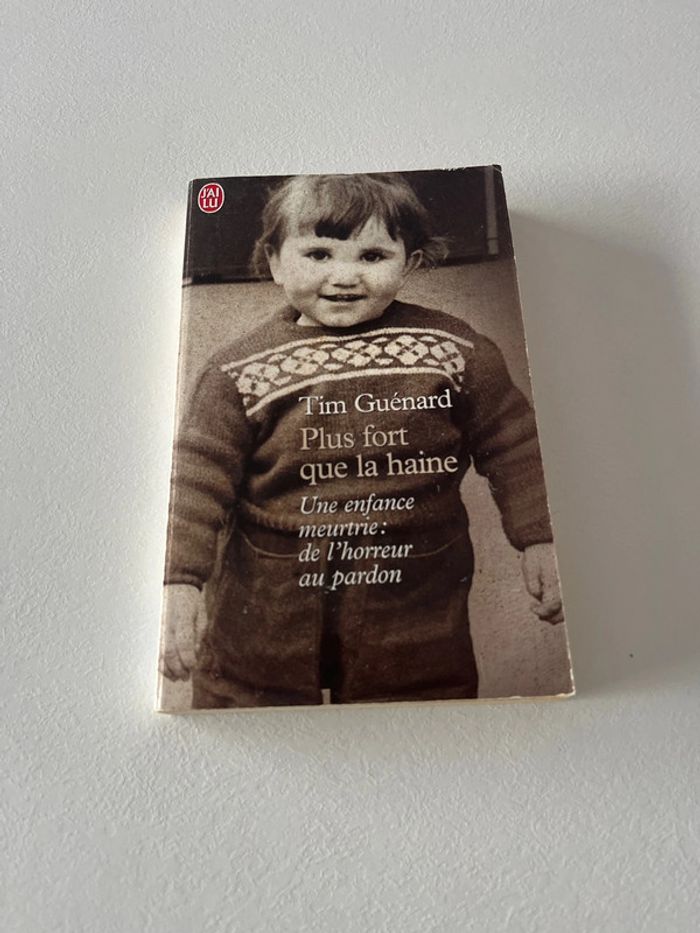 J'AI
LU
Tim Guénard
Plus fort
que la haine
Une enfance
meurtrie :
de l'horreur
au pardon